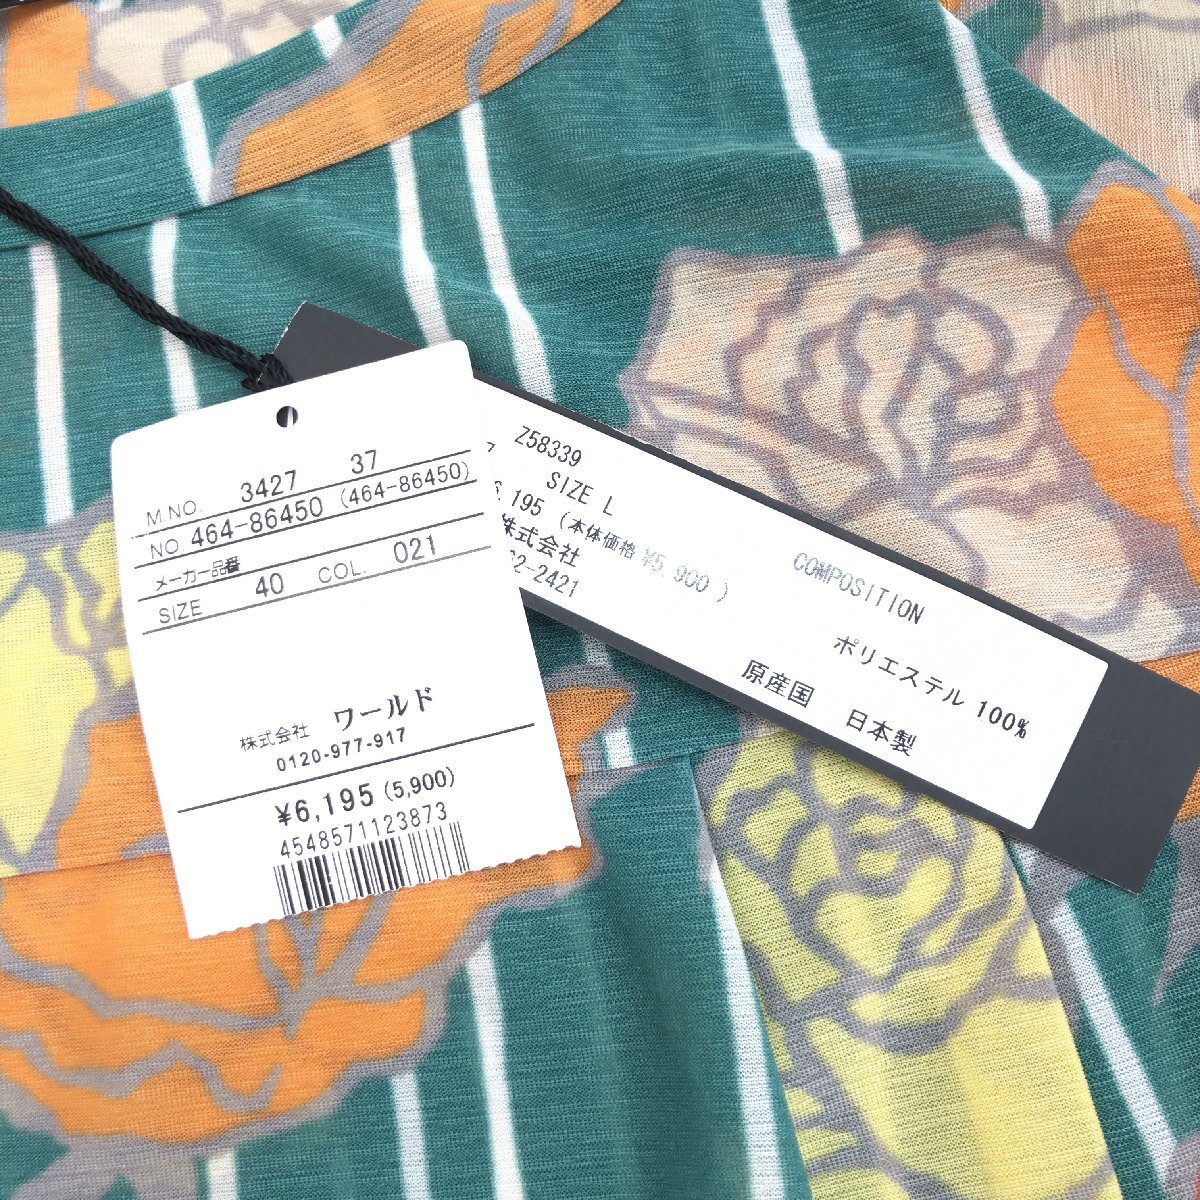 M.NO. 3427 37
NO. 464-86450 (464-86450)
メーカー品番
SIZE 40 COL. 021
株式会社 ワールド
0120-977-917
¥6,195 (5,900)
4548571123873
Z58339
SIZE L
195 (本体価格 ¥5,900 )
株式会社
2-2421
COMPOSITION
ポリエステル 100%
原産国 日本製